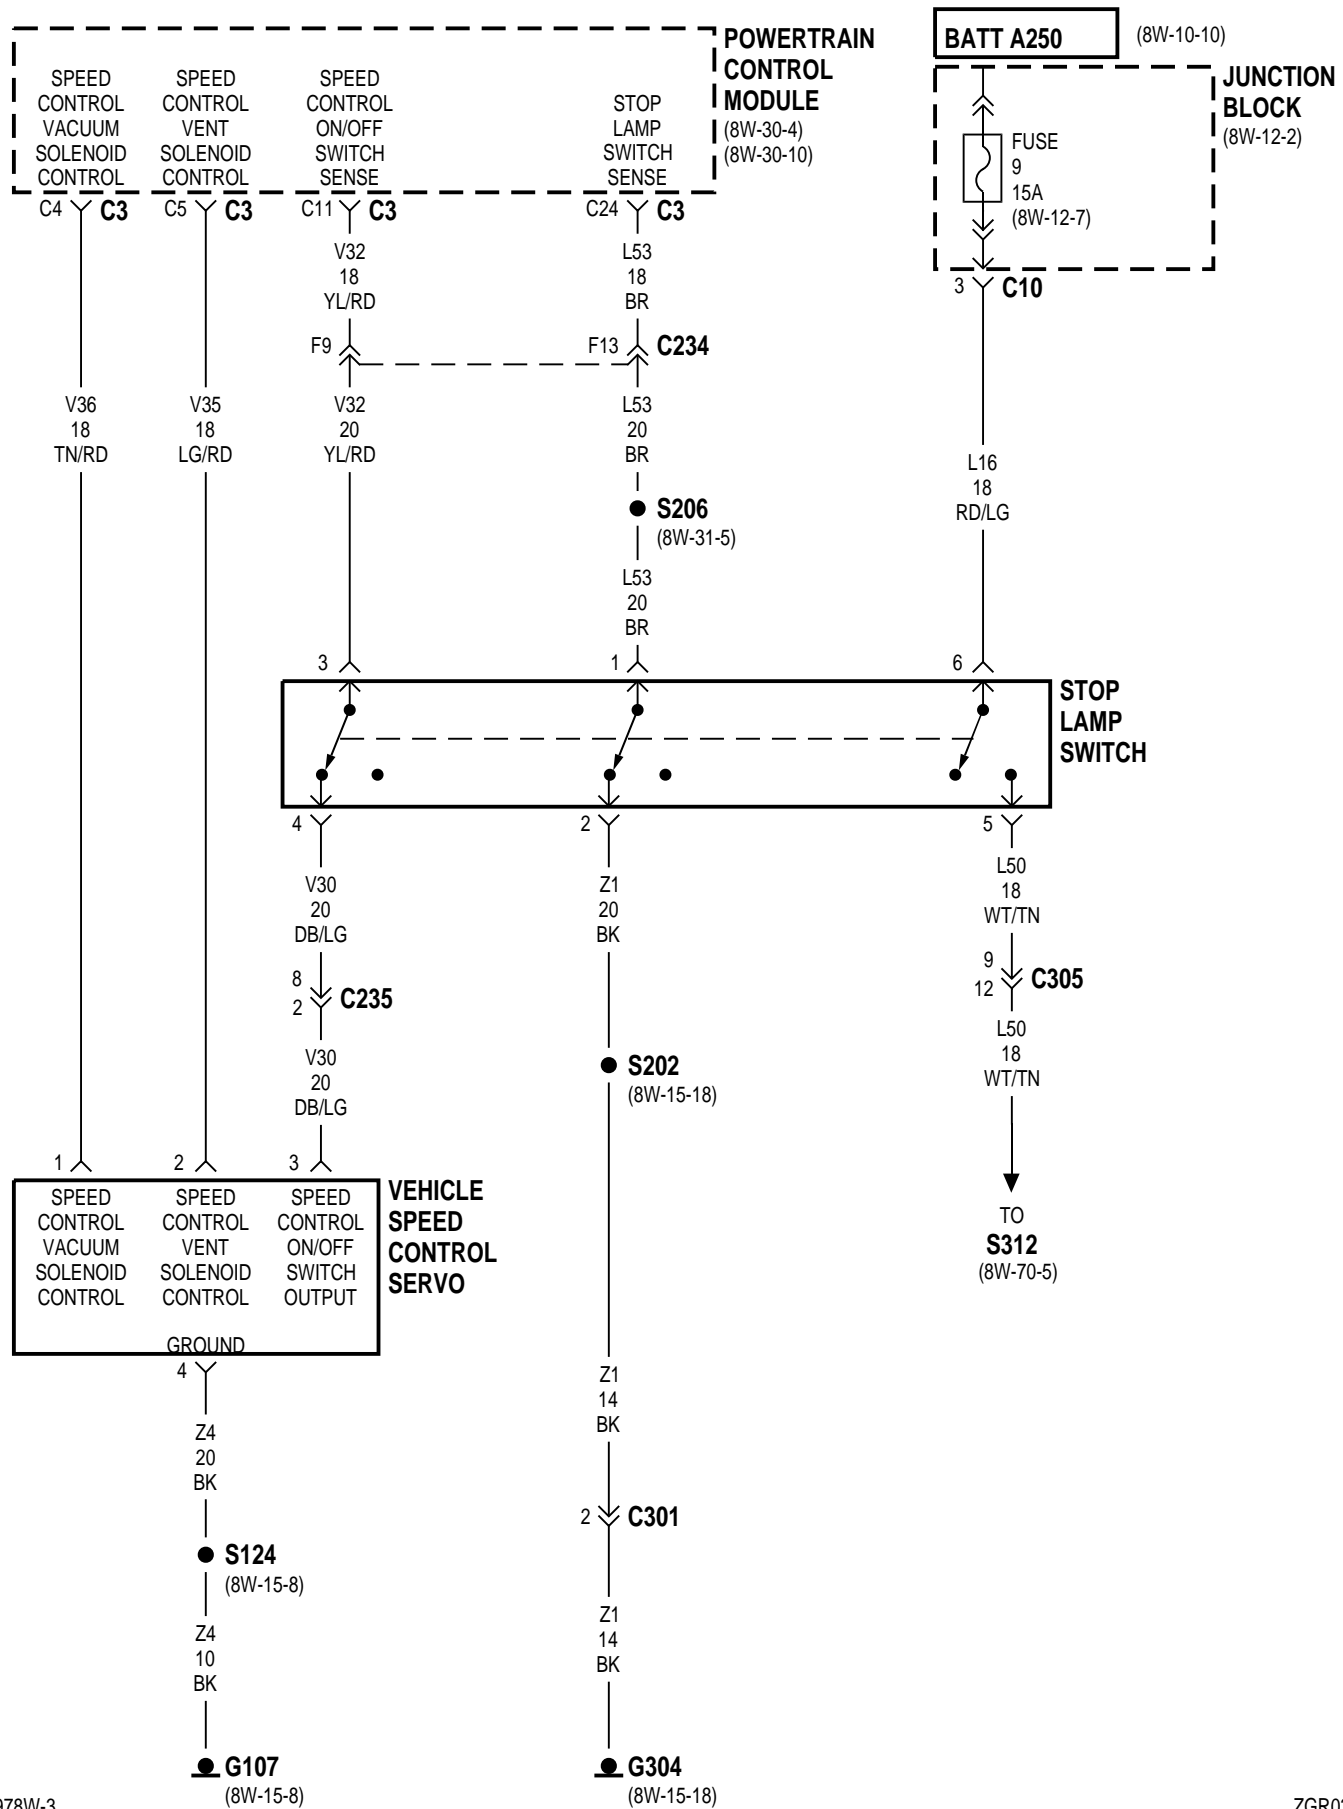 BATT A250
(8W-10-10)
POWERTRAIN
CONTROL
MODULE
(8W-30-4)
(8W-30-10)
JUNCTION
BLOCK
(8W-12-2)
SPEED
CONTROL
VACUUM
SOLENOID
CONTROL
SPEED
CONTROL
VENT
SOLENOID
CONTROL
SPEED
CONTROL
ON/OFF
SWITCH
SENSE
STOP
LAMP
SWITCH
SENSE
FUSE
9
15A
(8W-12-7)
C4 C3
C5 C3
C11 C3
C24 C3
3 C10
V32
18
YL/RD
L53
18
BR
F9
F13 C234
V36
18
TN/RD
V35
18
LG/RD
V32
20
YL/RD
L53
20
BR
L16
18
RD/LG
S206
(8W-31-5)
L53
20
BR
3
1
6
STOP
LAMP
SWITCH
4
2
5
V30
20
DB/LG
Z1
20
BK
L50
18
WT/TN
8
2 C235
9
12 C305
V30
20
DB/LG
S202
(8W-15-18)
L50
18
WT/TN
1
2
3
TO
S312
(8W-70-5)
SPEED
CONTROL
VACUUM
SOLENOID
CONTROL
SPEED
CONTROL
VENT
SOLENOID
CONTROL
SPEED
CONTROL
ON/OFF
SWITCH
OUTPUT
GROUND
VEHICLE
SPEED
CONTROL
SERVO
4
Z4
20
BK
Z1
14
BK
2 C301
S124
(8W-15-8)
Z4
10
BK
Z1
14
BK
G107
(8W-15-8)
G304
(8W-15-18)